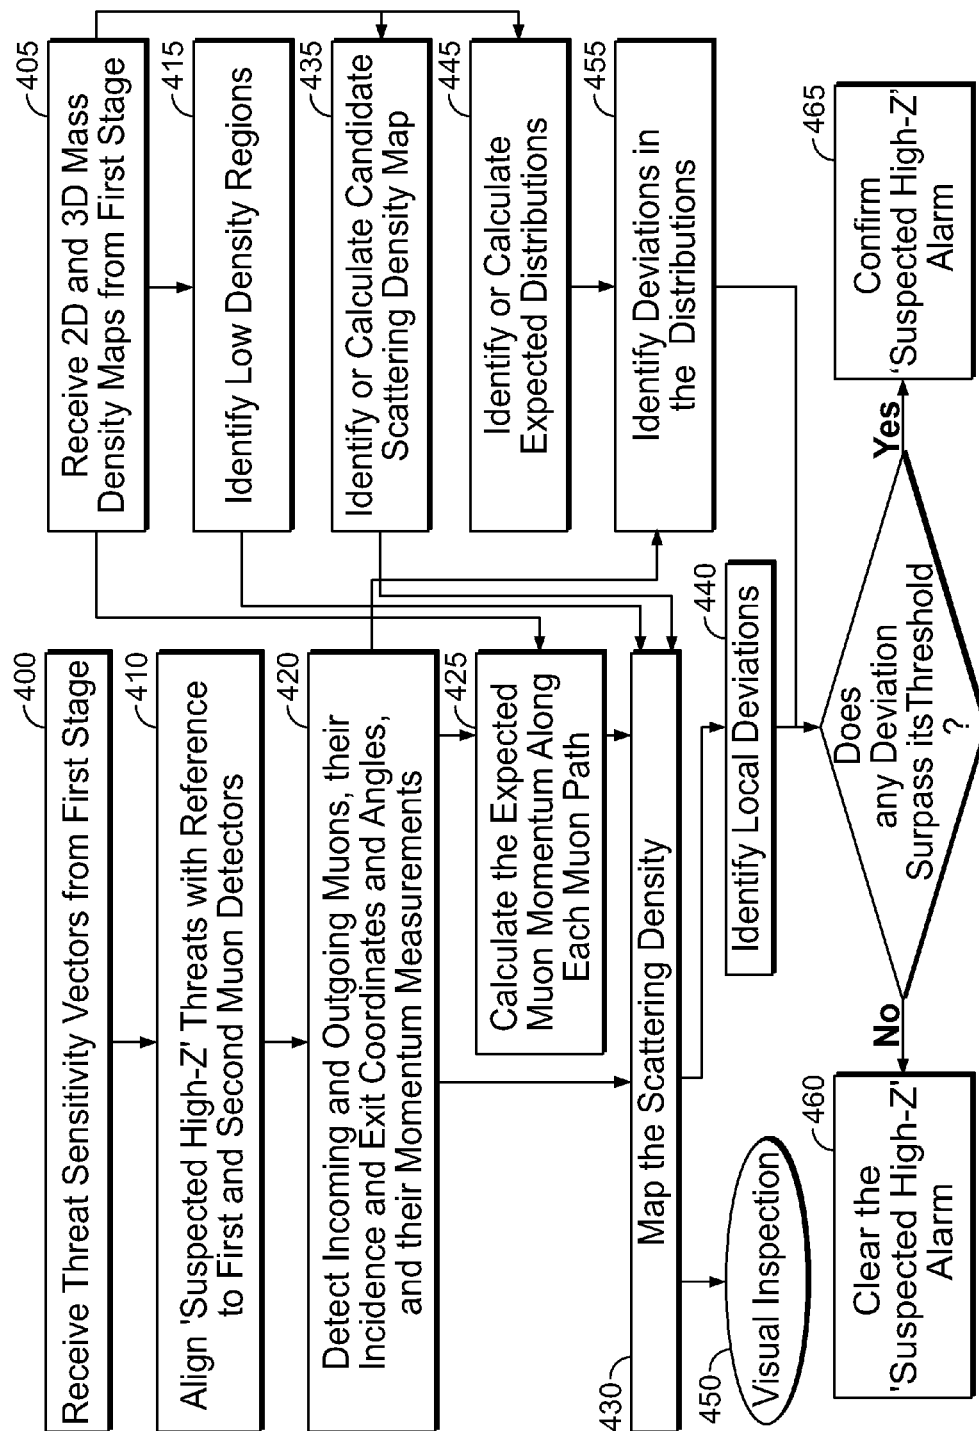 400
Receive Threat Sensitivity Vectors from First Stage
410
Align 'Suspected High-Z' Threats with Reference
to First and Second Muon Detectors
420
Detect Incoming and Outgoing Muons, their
Incidence and Exit Coordinates and Angles,
and their Momentum Measurements
425
Calculate the Expected
Muon Momentum Along
Each Muon Path
430
Map the Scattering Density
440
Identify Local Deviations
450
Visual Inspection
405
Receive 2D and 3D Mass
Density Maps from First Stage
415
Identify Low Density Regions
435
Identify or Calculate Candidate
Scattering Density Map
445
Identify or Calculate
Expected Distributions
455
Identify Deviations in
the Distributions
Does
any Deviation
Surpass itsThreshold
?
No
Yes
460
Clear the
'Suspected High-Z'
Alarm
465
Confirm
‘Suspected High-Z’
Alarm